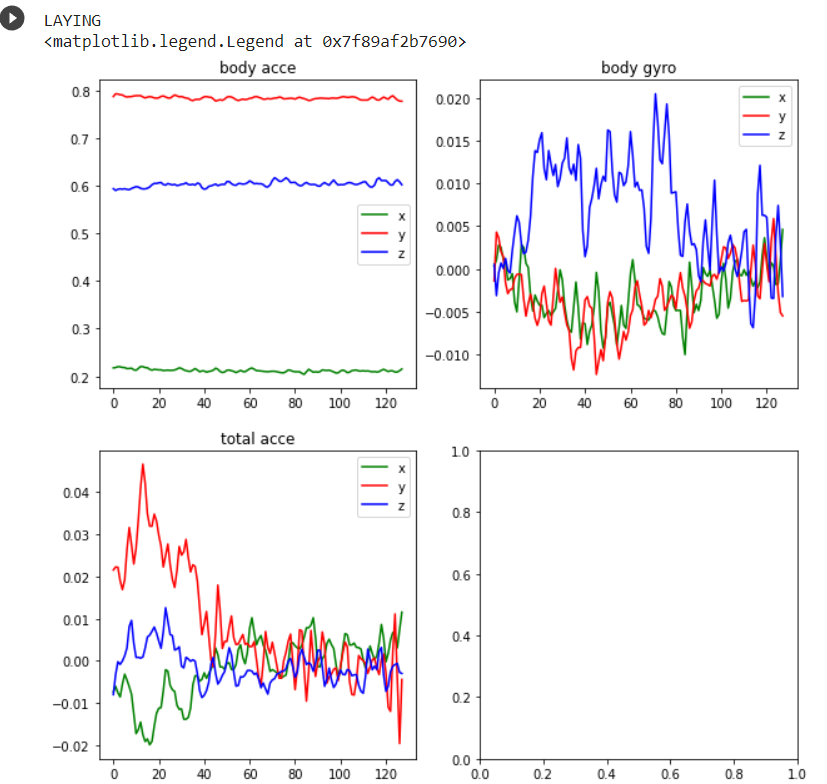 LAYING
<matplotlib.legend.Legend at 0x7f89af2b7690>
body acce
0.8
0.7
0.6
0.5
0.4
0.3
0.2
0 20 40 60 80 100 120
x
y
z
body gyro
0.020
0.015
0.010
0.005
0.000
−0.005
−0.010
0 20 40 60 80 100 120
x
y
z
total acce
0.04
0.03
0.02
0.01
0.00
−0.01
−0.02
0 20 40 60 80 100 120
x
y
z
1.0
0.8
0.6
0.4
0.2
0.0
0.0 0.2 0.4 0.6 0.8 1.0